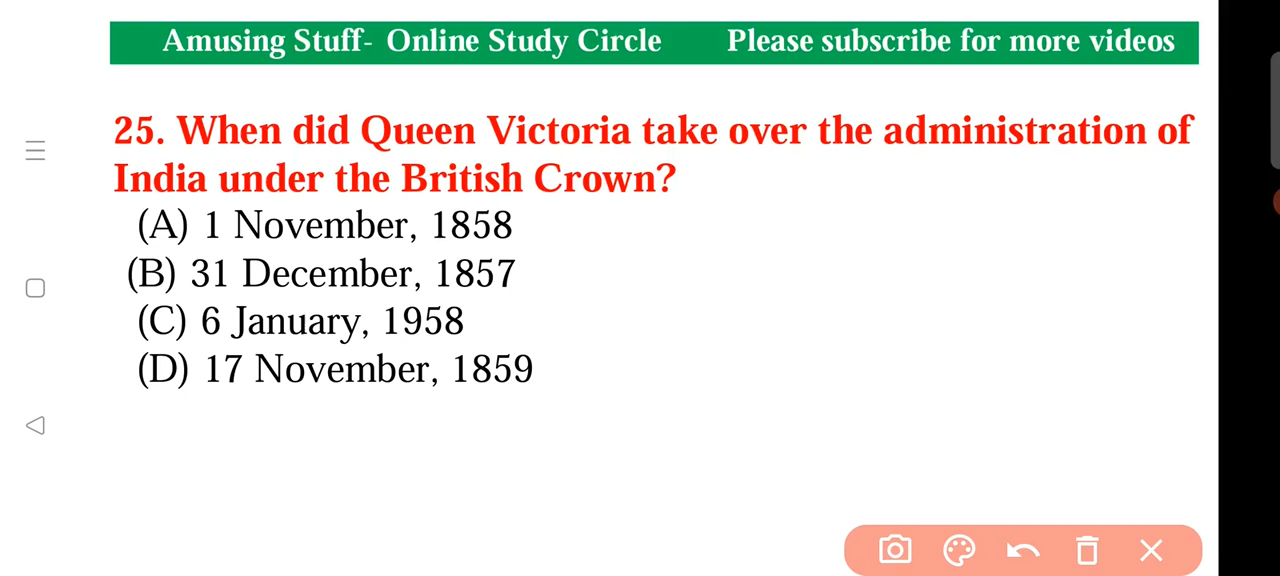 Amusing Stuff- Online Study Circle Please subscribe for more videos
25. When did Queen Victoria take over the administration of
India under the British Crown?
(A) 1 November, 1858
(B) 31 December, 1857
(C) 6 January, 1958
(D) 17 November, 1859